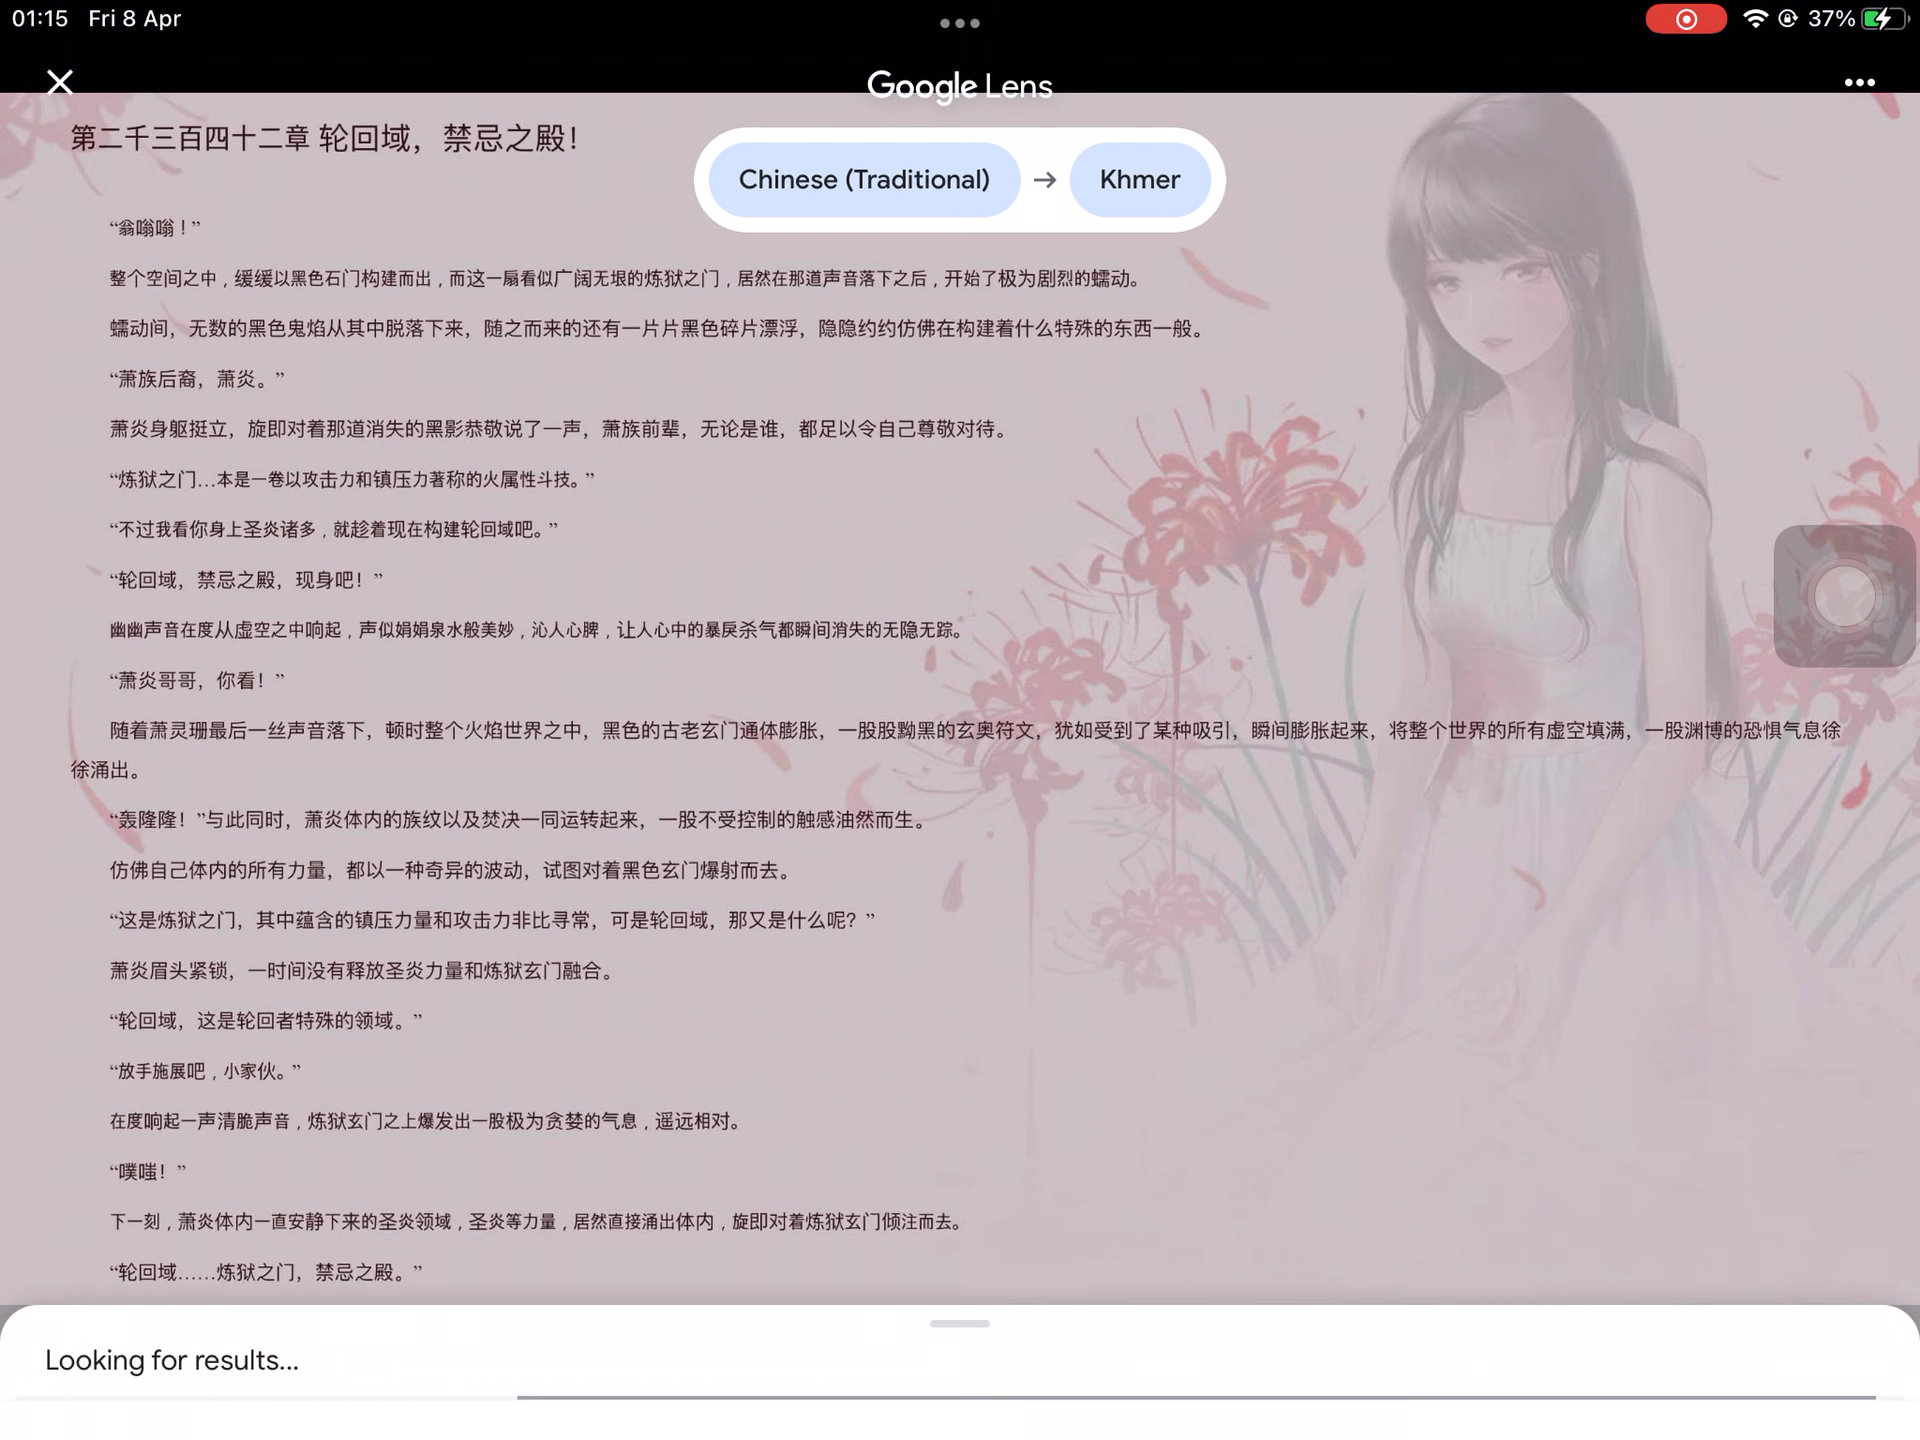 01:15 Fri 8 Apr
37%
Google Lens
第二千三百四十二章 轮回域，禁忌之殿！
Chinese (Traditional) → Khmer
“翁嗡嗡！”
整个空间之中，缓缓以黑色石门构建而出，而这一扇看似广阔无垠的炼狱之门，居然在那道声音落下之后，开始了极为剧烈的蠕动。
蠕动间，无数的黑色鬼焰从其中脱落下来，随之而来的还有一片片黑色碎片漂浮，隐隐约约仿佛在构建着什么特殊的东西一般。
“萧族后裔，萧炎。”
萧炎身躯挺立，旋即对着那道消失的黑影恭敬说了一声，萧族前辈，无论是谁，都足以令自己尊敬对待。
“炼狱之门…本是一卷以攻击力和镇压力著称的火属性斗技。”
“不过我看你身上圣炎诸多，就趁着现在构建轮回域吧。”
“轮回域，禁忌之殿，现身吧！”
幽幽声音在度从虚空之中响起，声似娟娟泉水般美妙，沁人心脾，让人心中的暴戾杀气都瞬间消失的无隐无踪。
“萧炎哥哥，你看！”
随着萧灵珊最后一丝声音落下，顿时整个火焰世界之中，黑色的古老玄门通体膨胀，一股股黝黑的玄奥符文，犹如受到了某种吸引，瞬间膨胀起来，将整个世界的所有虚空填满，一股渊博的恐惧气息徐
徐涌出。
“轰隆隆！”与此同时，萧炎体内的族纹以及焚决一同运转起来，一股不受控制的触感油然而生。
仿佛自己体内的所有力量，都以一种奇异的波动，试图对着黑色玄门爆射而去。
“这是炼狱之门，其中蕴含的镇压力量和攻击力非比寻常，可是轮回域，那又是什么呢？”
萧炎眉头紧锁，一时间没有释放圣炎力量和炼狱玄门融合。
“轮回域，这是轮回者特殊的领域。”
“放手施展吧，小家伙。”
在度响起一声清脆声音，炼狱玄门之上爆发出一股极为贪婪的气息，遥远相对。
“噗嗤！”
下一刻，萧炎体内一直安静下来的圣炎领域，圣炎等力量，居然直接涌出体内，旋即对着炼狱玄门倾注而去。
“轮回域……炼狱之门，禁忌之殿。”
Looking for results...